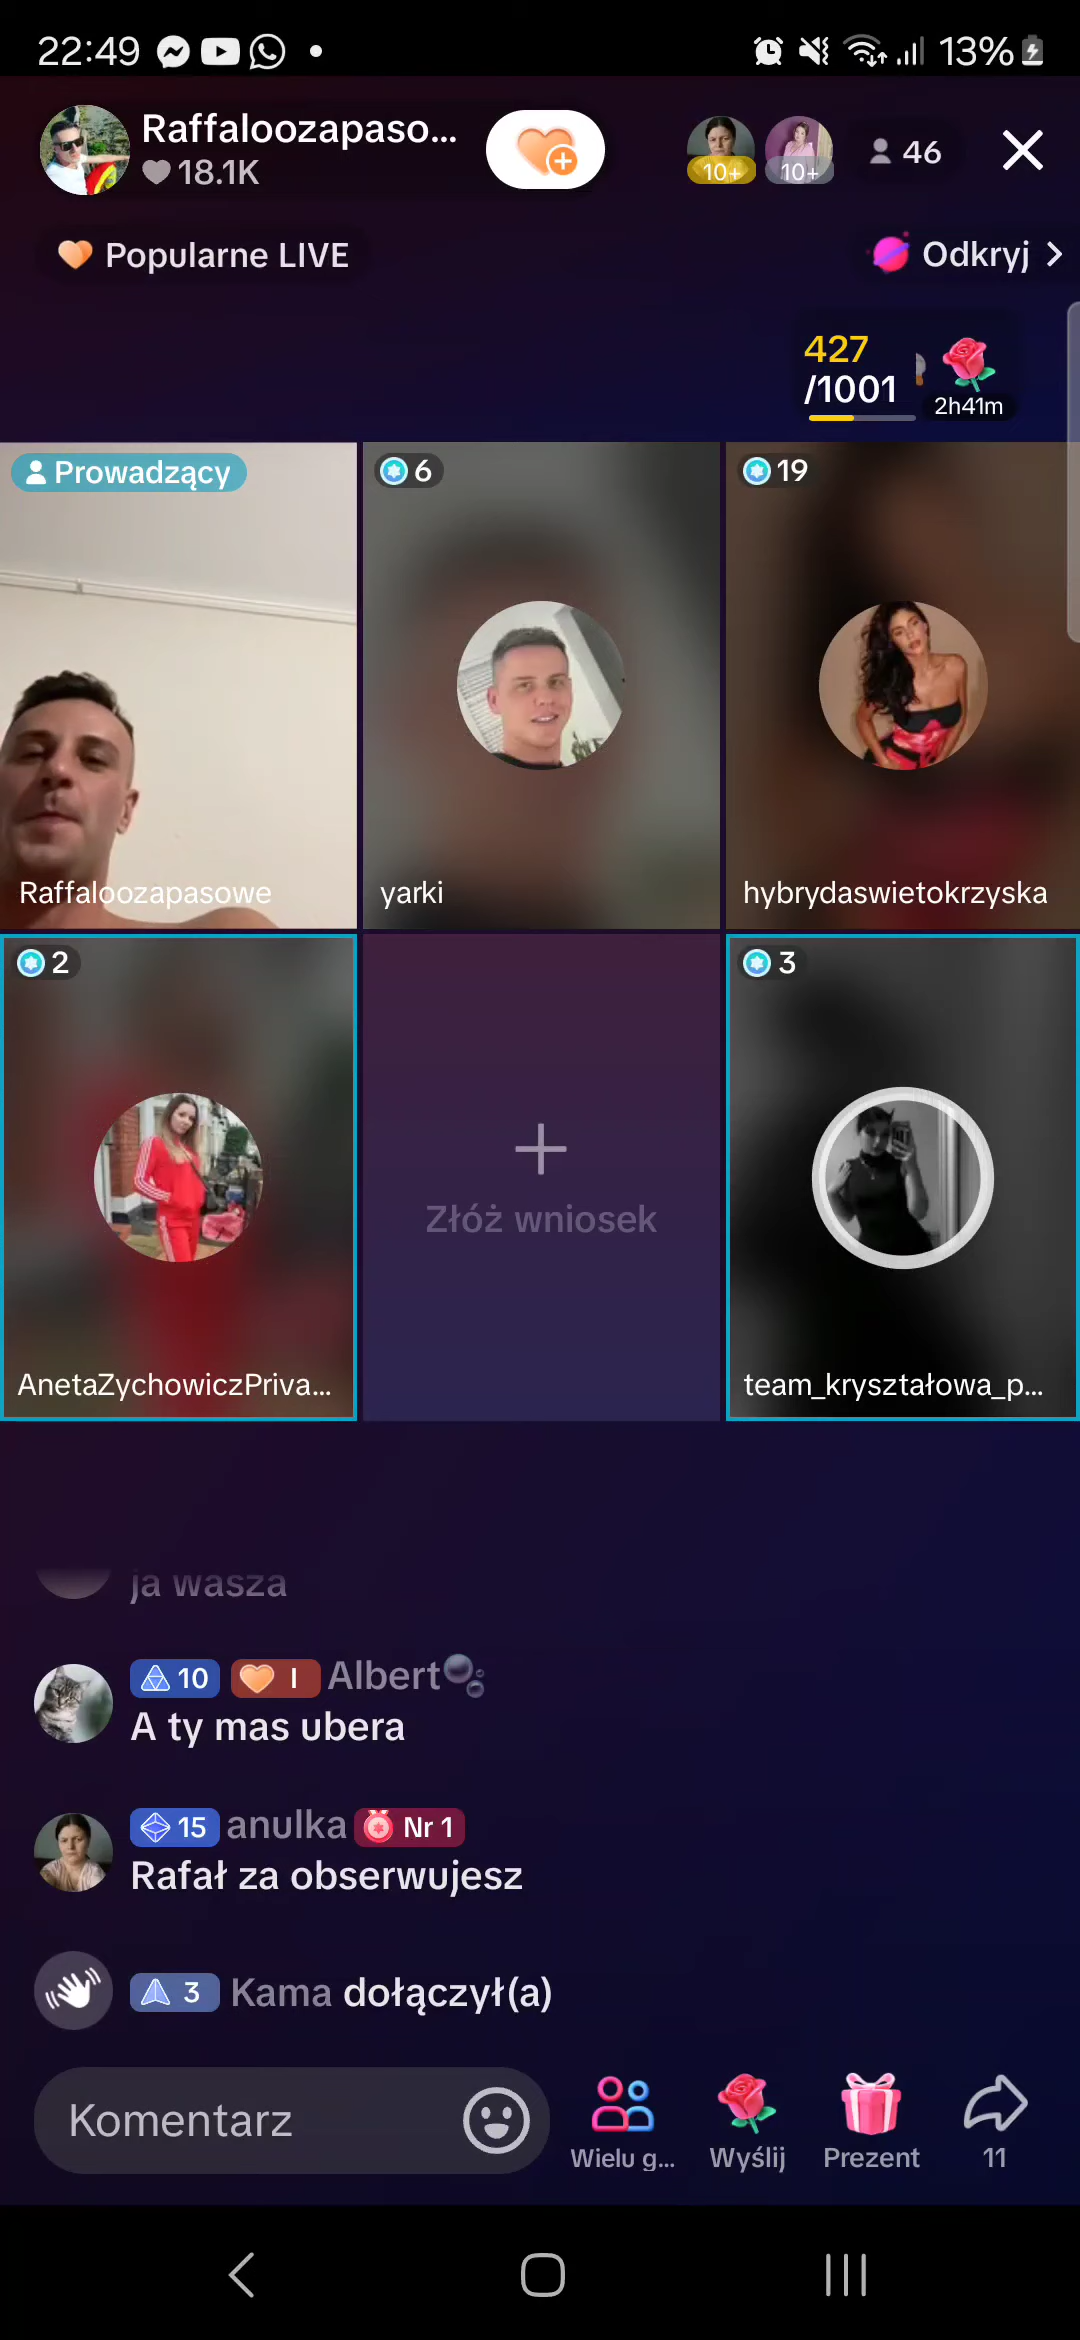 22:49
13%
Raffaloozapaso...
18.1K
10+
10+
46
Popularne LIVE
Odkryj
427
/1001
2h41m
Prowadzący
6
19
Raffaloozapasowe
yarki
hybrydaswietokrzyska
2
3
Złóż wniosek
AnetaZychowiczPriva...
team_kryształowa_p...
ja wasza
10 I Albert
A ty mas ubera
15 anulka Nr 1
Rafał za obserwujesz
3 Kama dołączył(a)
Komentarz
Wielu g...
Wyślij
Prezent
11